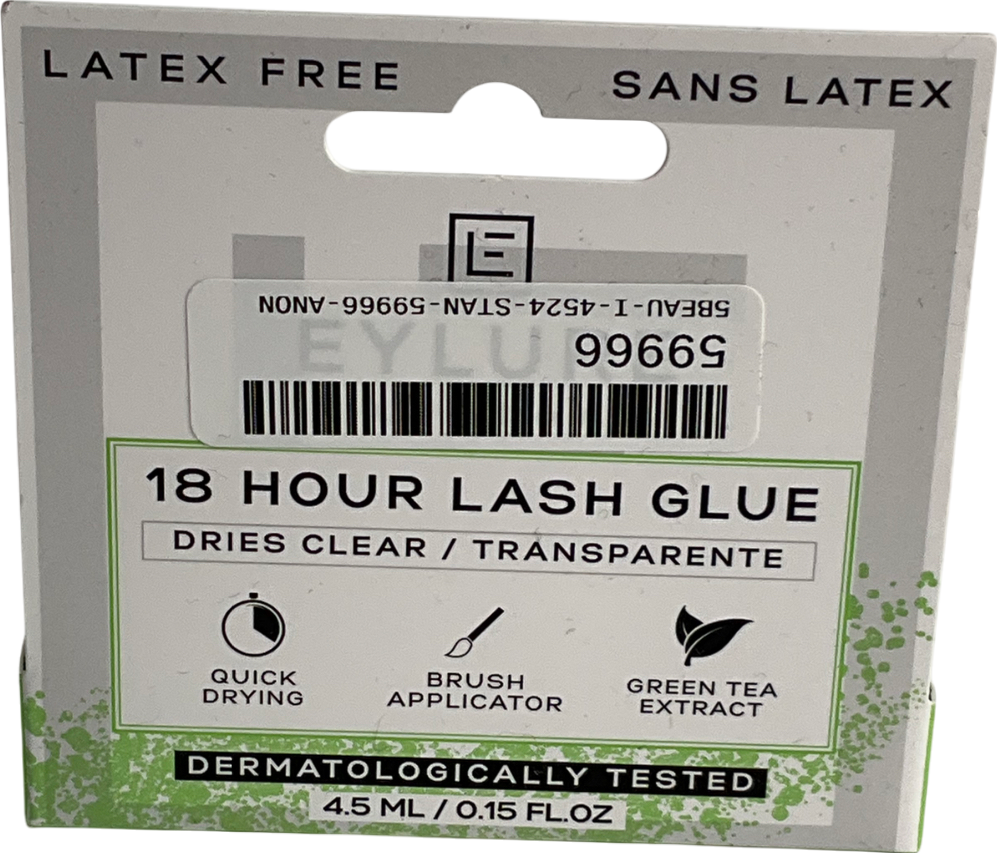 LATEX FREE
SANS LATEX
5BEAU-I-4524-STAN-59966-ANON
59966
EYLURE
18 HOUR LASH GLUE
DRIES CLEAR / TRANSPARENTE
QUICK
DRYING
BRUSH
APPLICATOR
GREEN TEA
EXTRACT
DERMATOLOGICALLY TESTED
4.5 ML / 0.15 FL.OZ